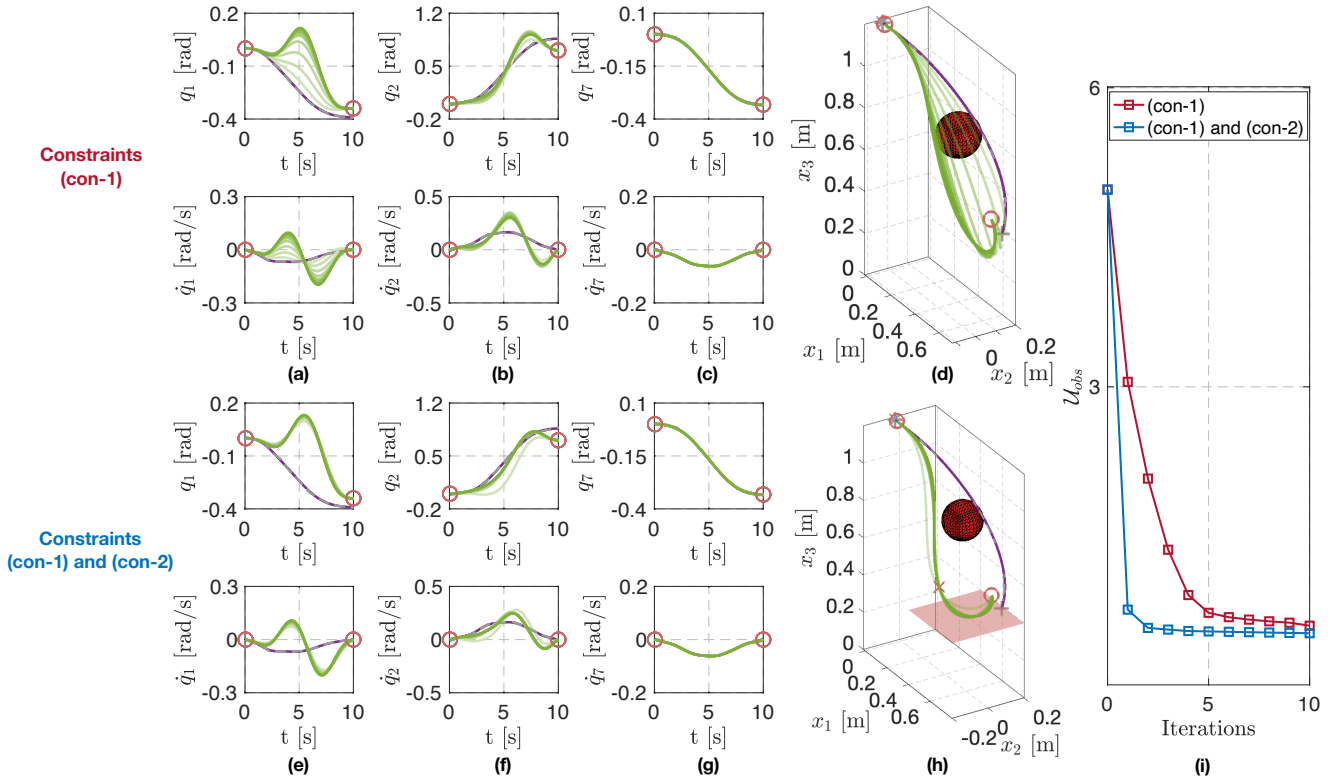 Constraints
(con-1)
q₁ [rad]
0.2
-0.1
-0.4
0 5 10
t [s]
q₂ [rad]
1.2
0.5
-0.2
0 5 10
t [s]
q₇ [rad]
0.1
-0.15
-0.4
0 5 10
t [s]
q̇₁ [rad/s]
0.3
0
-0.3
0 5 10
t [s]
(a)
q̇₂ [rad/s]
0.5
0
-0.5
0 5 10
t [s]
(b)
q̇₇ [rad/s]
0.2
0
-0.2
0 5 10
t [s]
(c)
x₃ [m]
1
0.8
0.6
0.4
0.2
0
0
0.2
0.4
0.6
x₁ [m]
0
0.2
x₂ [m]
(d)
Constraints
(con-1) and (con-2)
q₁ [rad]
0.2
-0.1
-0.4
0 5 10
t [s]
q₂ [rad]
1.2
0.5
-0.2
0 5 10
t [s]
q₇ [rad]
0.1
-0.15
-0.4
0 5 10
t [s]
q̇₁ [rad/s]
0.3
0
-0.3
0 5 10
t [s]
(e)
q̇₂ [rad/s]
0.5
0
-0.5
0 5 10
t [s]
(f)
q̇₇ [rad/s]
0.2
0
-0.2
0 5 10
t [s]
(g)
x₃ [m]
1
0.8
0.6
0.4
0.2
0
0
0.2
0.4
0.6
x₁ [m]
-0.2
0
0.2
x₂ [m]
(h)
6
3
𝒰obs
(con-1)
(con-1) and (con-2)
0 5 10
Iterations
(i)